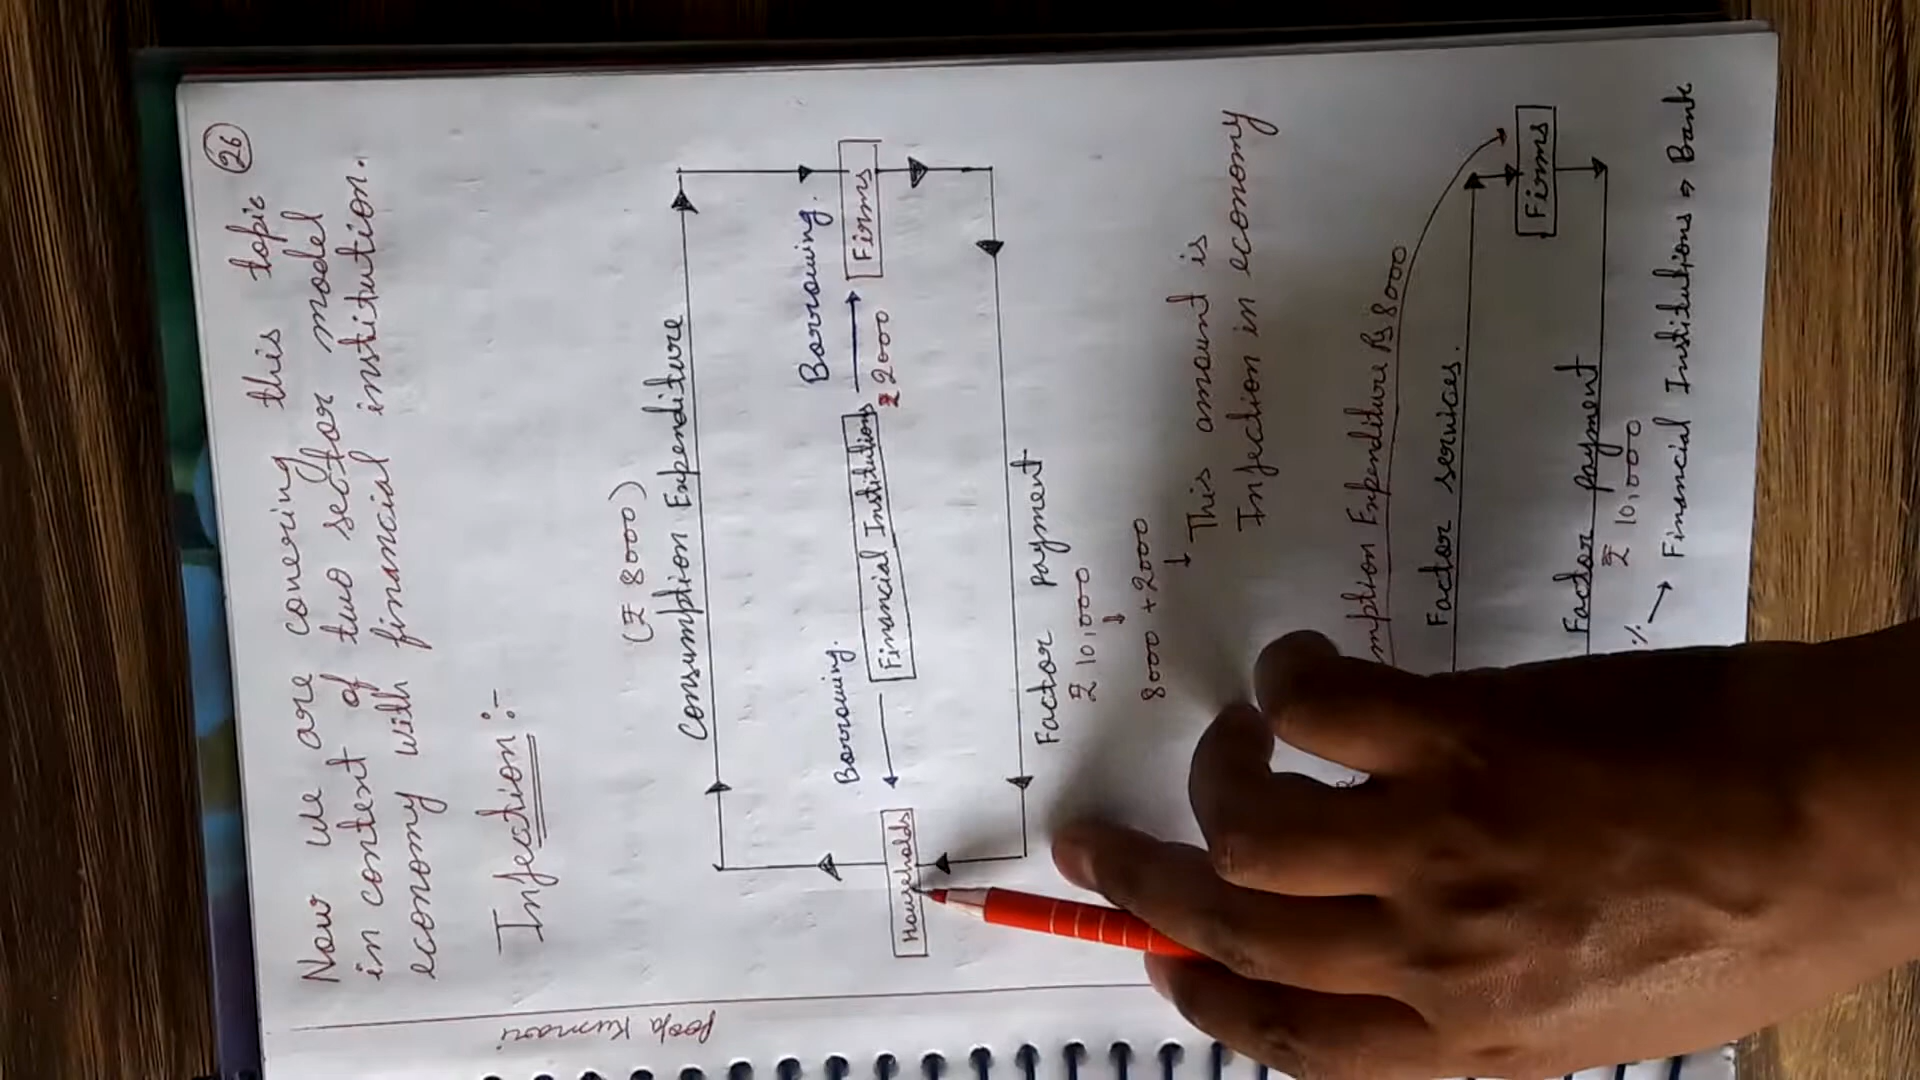 26
Now we are covering this topic
in context of two sector model
economy with financial institution.
Injection :-
(₹ 8000)
Consumption Expenditure
Borrowing. Borrowing.
Households Financial Institutions Firms
₹2000
Factor payment
₹ 10,000
↓
8000 + 2000
↓
This amount is
Injection in economy
mption Expenditure Rs 8000
Factor services.
Firms
Factor payment
₹ 10,000
% → Financial Institutions ⇒ Bank
Pooja Kumari